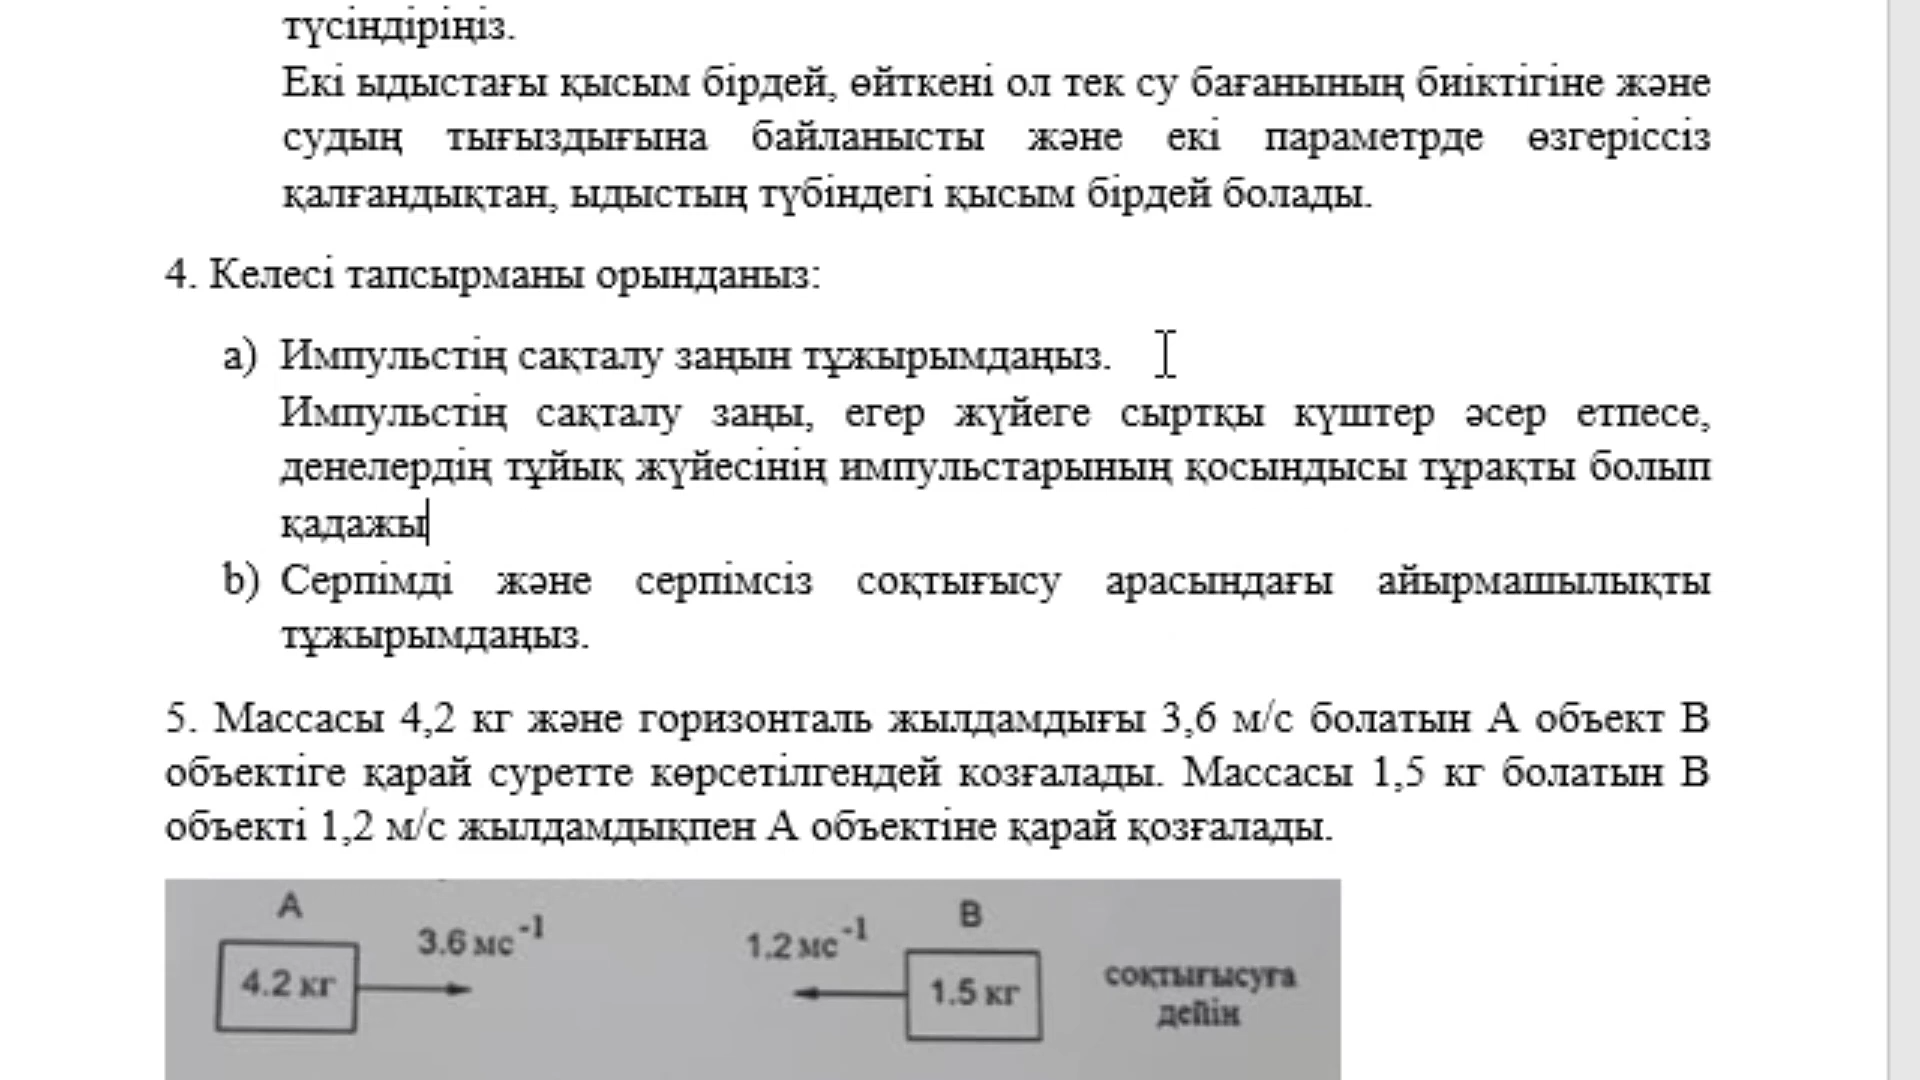 түсіндіріңіз.
Екі ыдыстағы қысым бірдей, өйткені ол тек су бағанының биіктігіне және
судың тығыздығына байланысты және екі параметрде өзгеріссіз
қалғандықтан, ыдыстың түбіндегі қысым бірдей болады.
4. Келесі тапсырманы орынданыз:
a) Импульстің сақталу заңын тұжырымдаңыз.
Импульстің сақталу заңы, егер жүйеге сыртқы күштер әсер етпесе,
денелердің тұйық жүйесінің импульстарының қосындысы тұрақты болып
қадажы
b) Серпімді және серпімсіз соқтығысу арасындағы айырмашылықты
тұжырымдаңыз.
5. Массасы 4,2 кг және горизонталь жылдамдығы 3,6 м/с болатын А объект В
объектіге қарай суретте көрсетілгендей козғалады. Массасы 1,5 кг болатын В
объекті 1,2 м/с жылдамдықпен А объектіне қарай қозғалады.
A
B
3.6 мс⁻¹
1.2 мс⁻¹
4.2 кг
1.5 кг
соқтығысуға
дейін